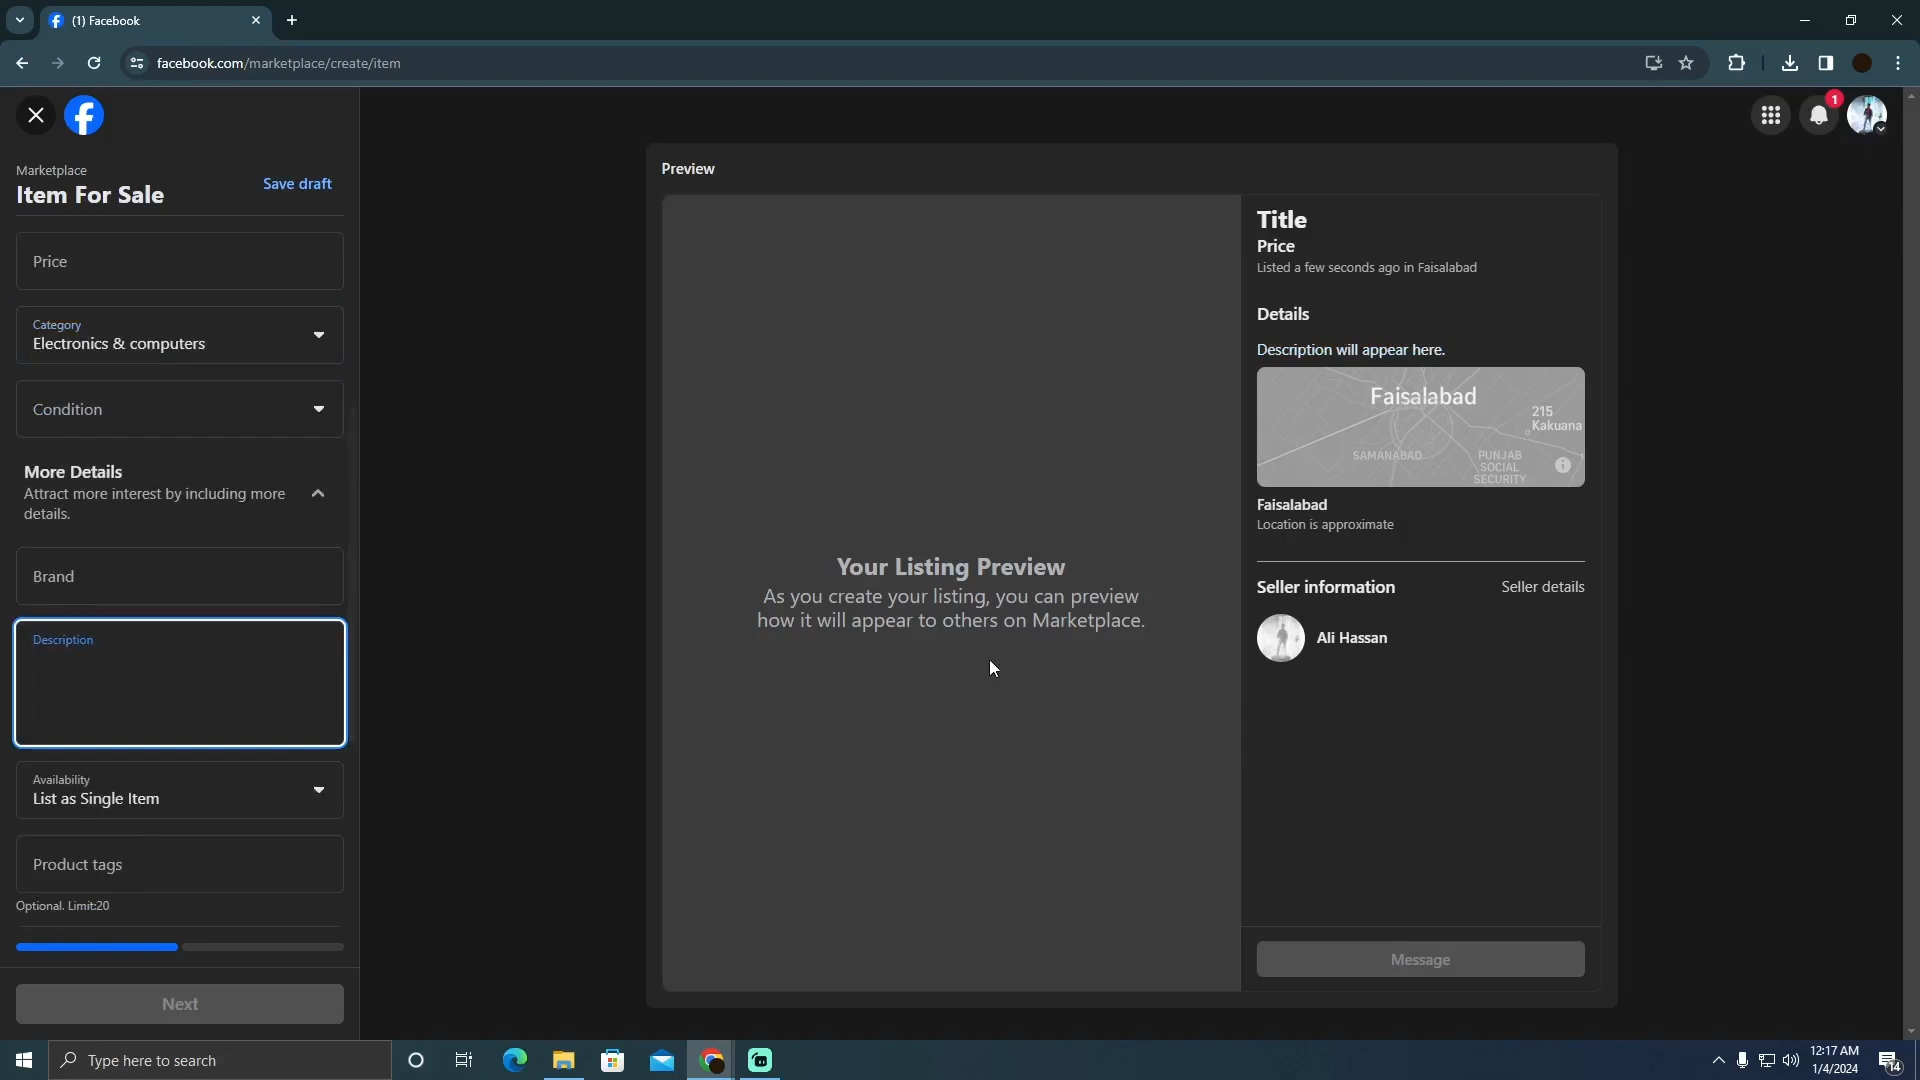 (1) Facebook
facebook.com/marketplace/create/item
Marketplace
Item For Sale
Save draft
Price
Category
Electronics & computers
Condition
More Details
Attract more interest by including more
details.
Brand
Description
Availability
List as Single Item
Product tags
Optional. Limit:20
Next
1
Preview
Your Listing Preview
As you create your listing, you can preview
how it will appear to others on Marketplace.
Title
Price
Listed a few seconds ago in Faisalabad
Details
Description will appear here.
Faisalabad
215
Kakuana
SAMANABAD
PUNJAB
SOCIAL
SECURITY
Faisalabad
Location is approximate
Seller information
Seller details
Ali Hassan
Message
Type here to search
12:17 AM
1/4/2024
14